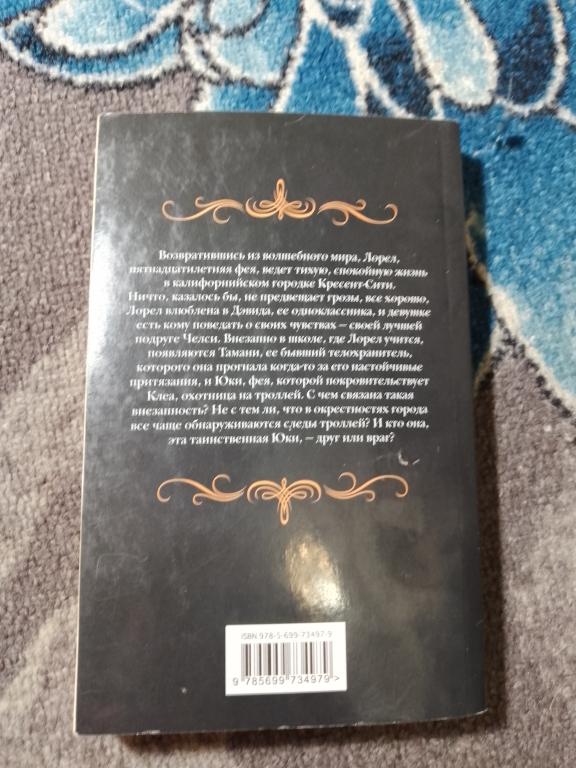 Возвратившись из волшебного мира, Лорел,
пятнадцатилетняя фея, ведет тихую, спокойную жизнь
в калифорнийском городке Кресент-Сити.
Ничто, казалось бы, не предвещает грозы, все хорошо,
Лорел влюблена в Дэвида, ее одноклассника, и девушке
есть кому поведать о своих чувствах – своей лучшей
подруге Челси. Внезапно в школе, где Лорел учится,
появляются Тамани, ее бывший телохранитель,
которого она прогнала когда-то за его настойчивые
притязания, и Юки, фея, которой покровительствует
Клеа, охотница на троллей. С чем связана такая
внезапность? Не с тем ли, что в окрестностях города
все чаще обнаруживаются следы троллей? И кто она,
эта таинственная Юки, – друг или враг?
ISBN 978-5-699-73497-9
9 785699 734979 >